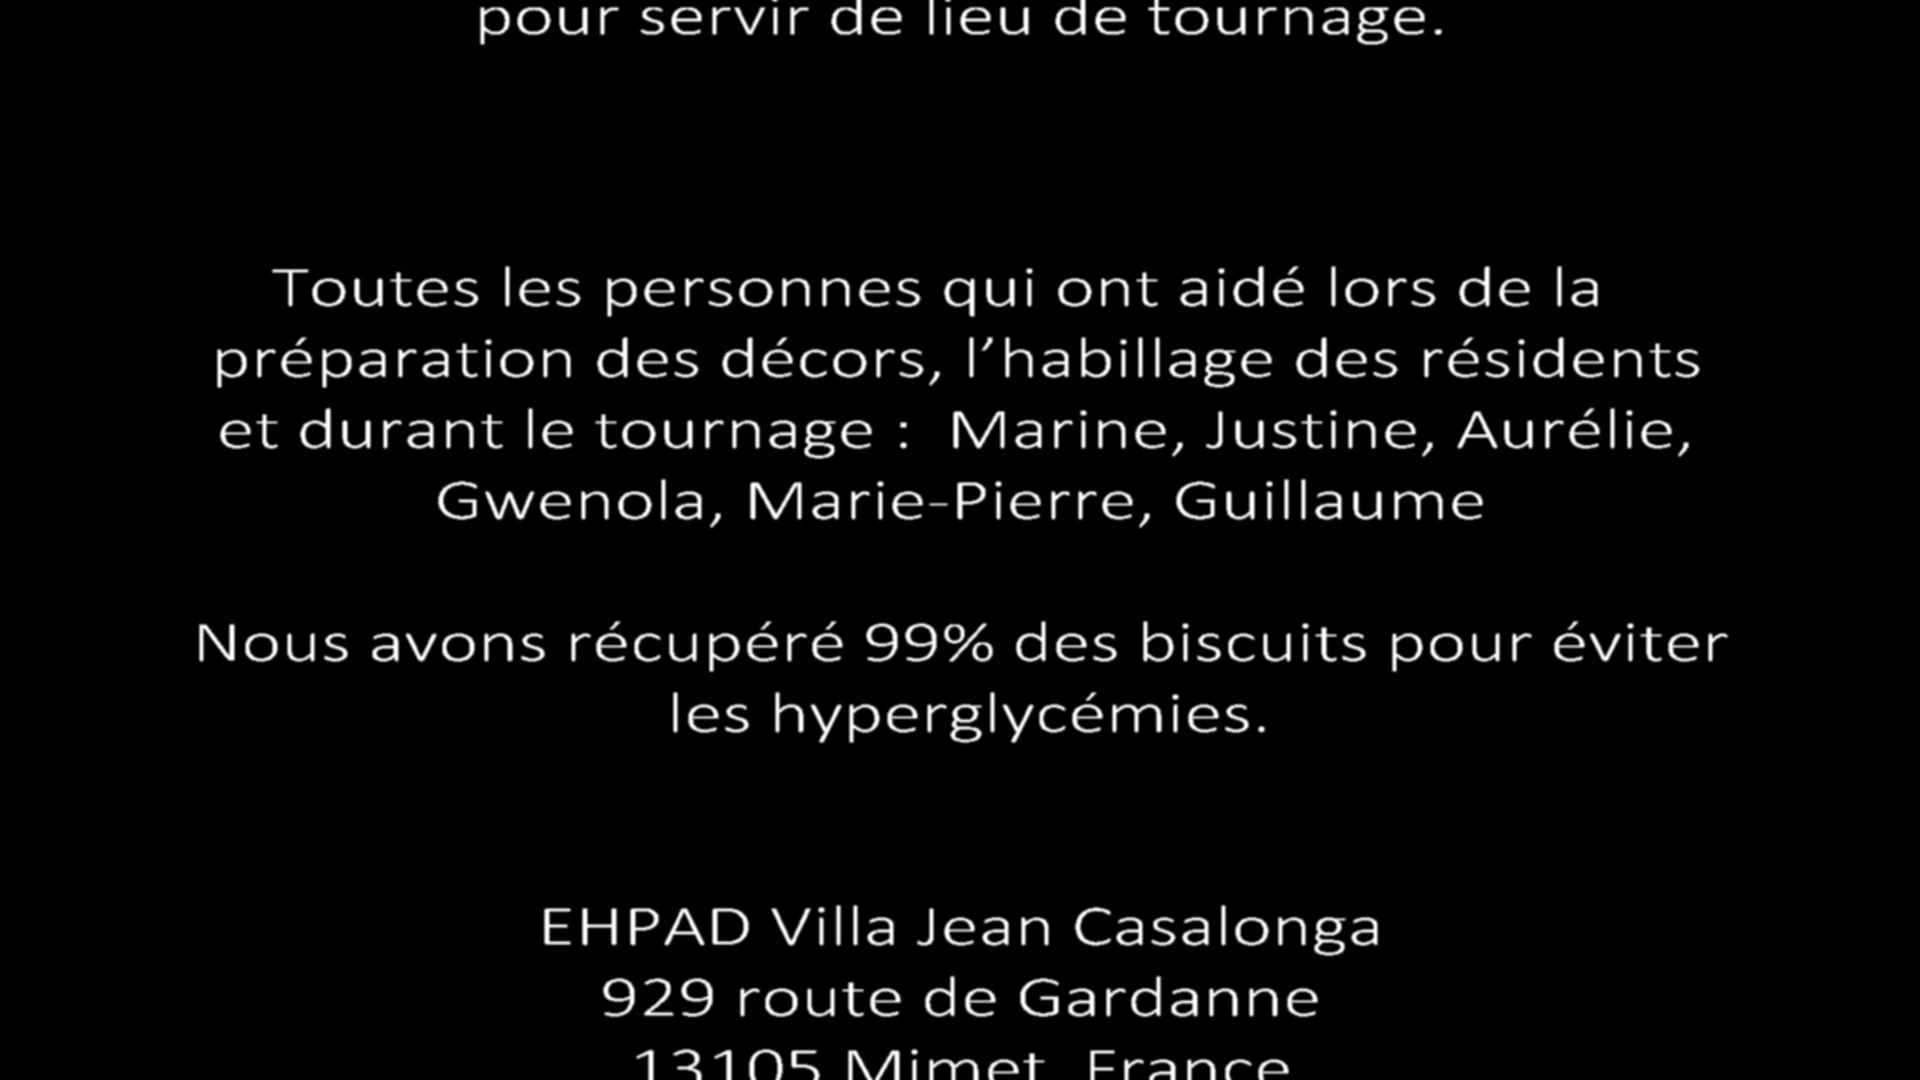 pour servir de lieu de tournage.
Toutes les personnes qui ont aidé lors de la
préparation des décors, l’habillage des résidents
et durant le tournage :  Marine, Justine, Aurélie,
Gwenola, Marie-Pierre, Guillaume
Nous avons récupéré 99% des biscuits pour éviter
les hyperglycémies.
EHPAD Villa Jean Casalonga
929 route de Gardanne
13105 Mimet, France